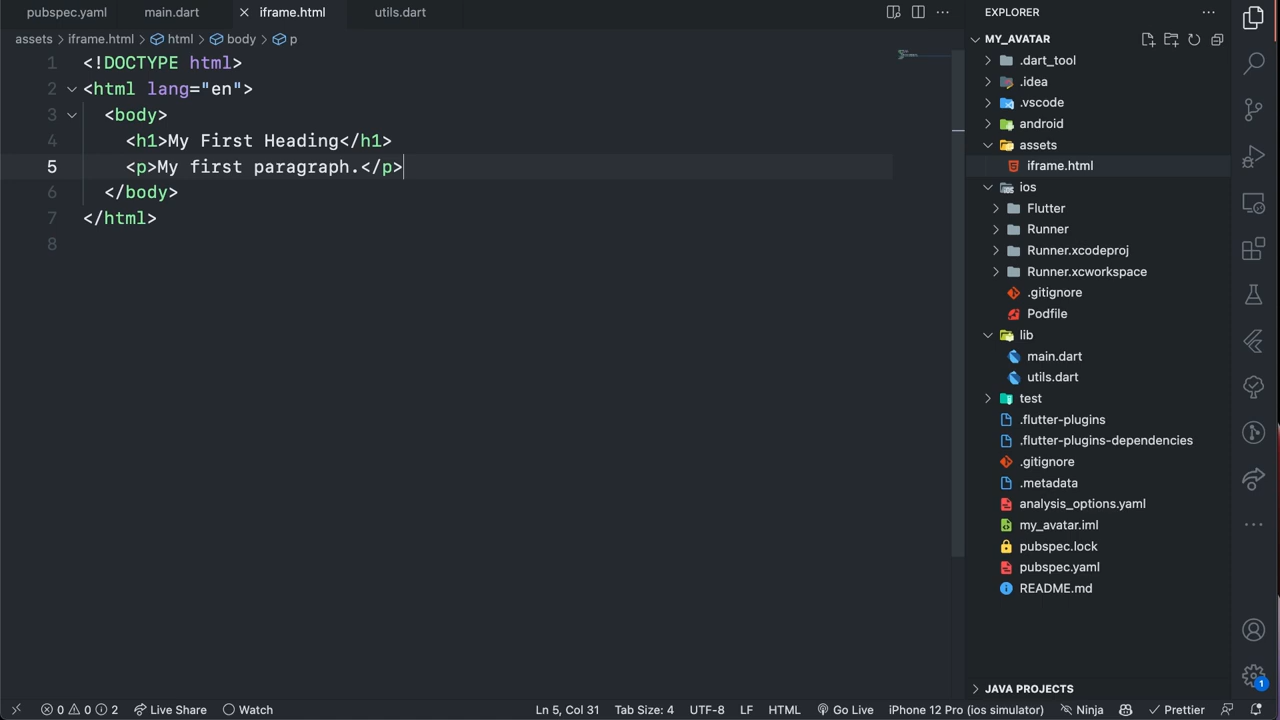 pubspec.yaml main.dart iframe.html utils.dart
assets > iframe.html > html > body > p
1 <!DOCTYPE html>
2 <html lang="en">
3 <body>
4 <h1>My First Heading</h1>
5 <p>My first paragraph.</p>
6 </body>
7 </html>
8
EXPLORER
MY_AVATAR
.dart_tool
.idea
.vscode
android
assets
iframe.html
ios
Flutter
Runner
Runner.xcodeproj
Runner.xcworkspace
.gitignore
Podfile
lib
main.dart
utils.dart
test
.flutter-plugins
.flutter-plugins-dependencies
.gitignore
.metadata
analysis_options.yaml
my_avatar.iml
pubspec.lock
pubspec.yaml
README.md
JAVA PROJECTS
1
0 0 2 Live Share Watch Ln 5, Col 31 Tab Size: 4 UTF-8 LF HTML Go Live iPhone 12 Pro (ios simulator) Ninja Prettier